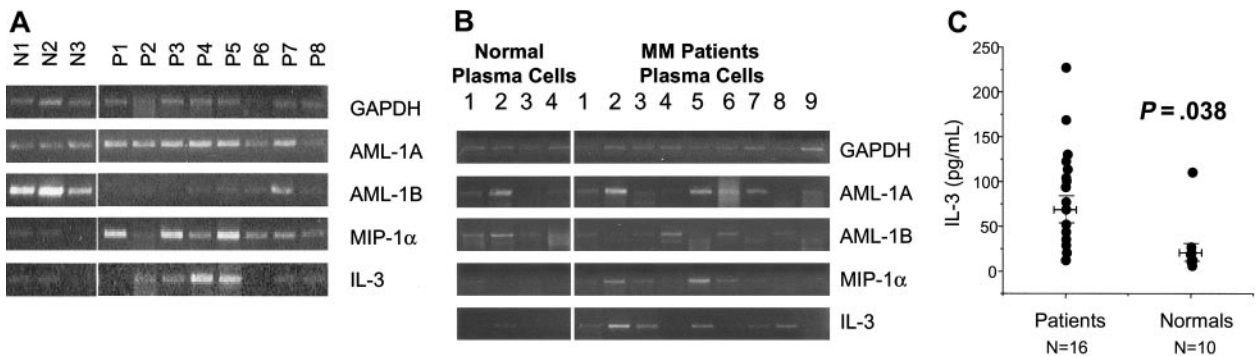 A
N1 N2 N3 P1 P2 P3 P4 P5 P6 P7 P8
GAPDH
AML-1A
AML-1B
MIP-1α
IL-3
B
Normal Plasma Cells
MM Patients Plasma Cells
1 2 3 4 1 2 3 4 5 6 7 8 9
GAPDH
AML-1A
AML-1B
MIP-1α
IL-3
C
250
200
150
100
50
0
IL-3 (pg/mL)
P = .038
Patients Normals
N=16 N=10